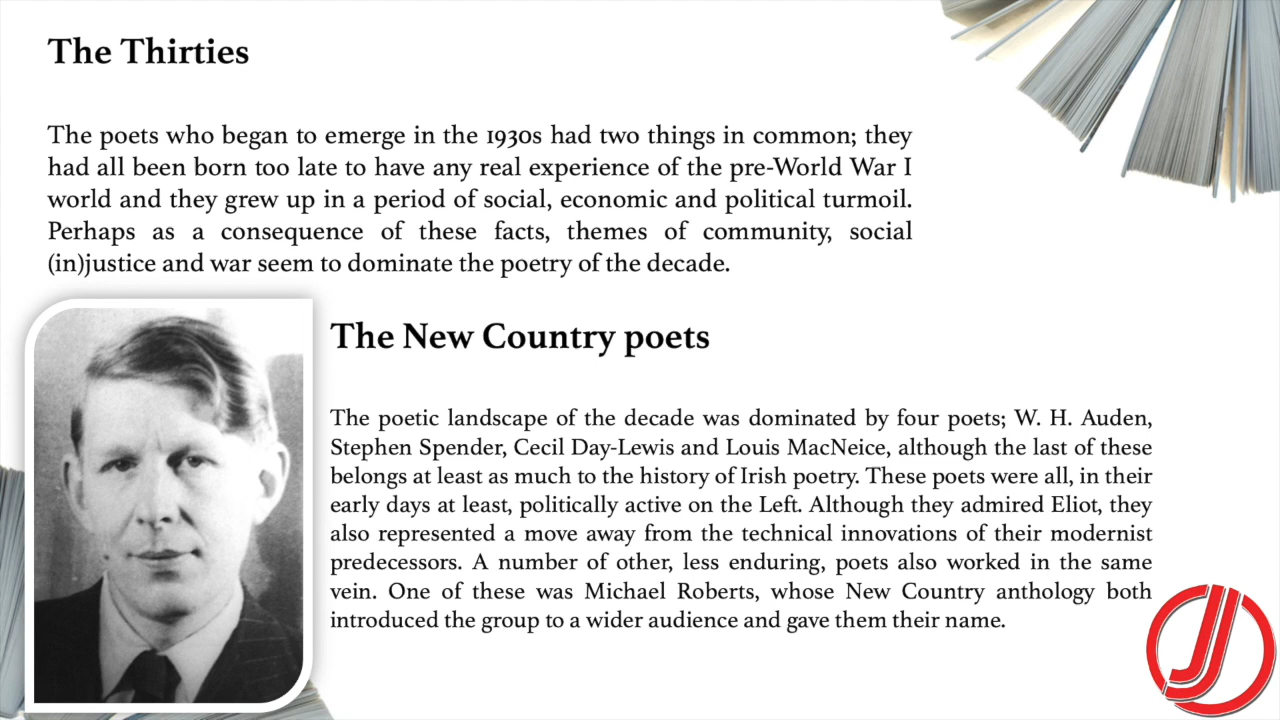 The Thirties
The poets who began to emerge in the 1930s had two things in common; they
had all been born too late to have any real experience of the pre-World War I
world and they grew up in a period of social, economic and political turmoil.
Perhaps as a consequence of these facts, themes of community, social
(in)justice and war seem to dominate the poetry of the decade.
The New Country poets
The poetic landscape of the decade was dominated by four poets; W. H. Auden,
Stephen Spender, Cecil Day-Lewis and Louis MacNeice, although the last of these
belongs at least as much to the history of Irish poetry. These poets were all, in their
early days at least, politically active on the Left. Although they admired Eliot, they
also represented a move away from the technical innovations of their modernist
predecessors. A number of other, less enduring, poets also worked in the same
vein. One of these was Michael Roberts, whose New Country anthology both
introduced the group to a wider audience and gave them their name.